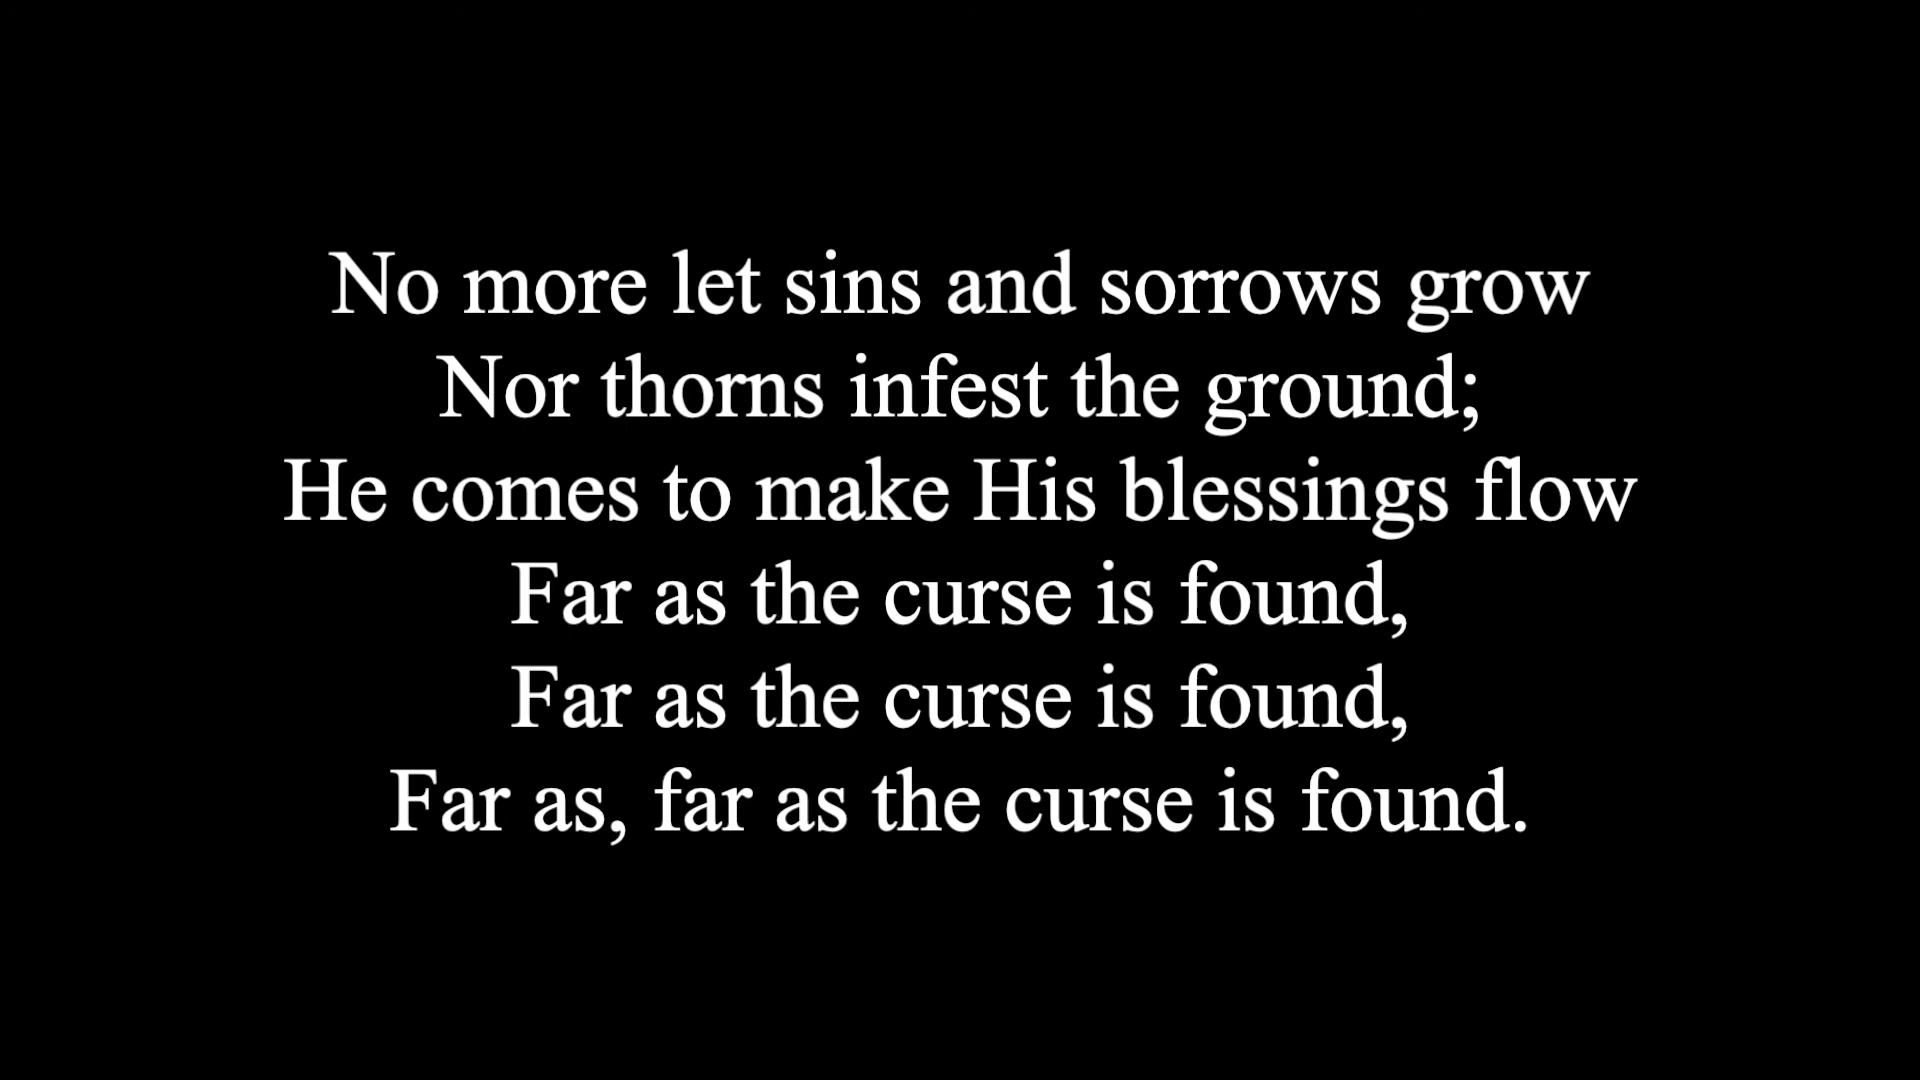 No more let sins and sorrows grow
Nor thorns infest the ground;
He comes to make His blessings flow
Far as the curse is found,
Far as the curse is found,
Far as, far as the curse is found.